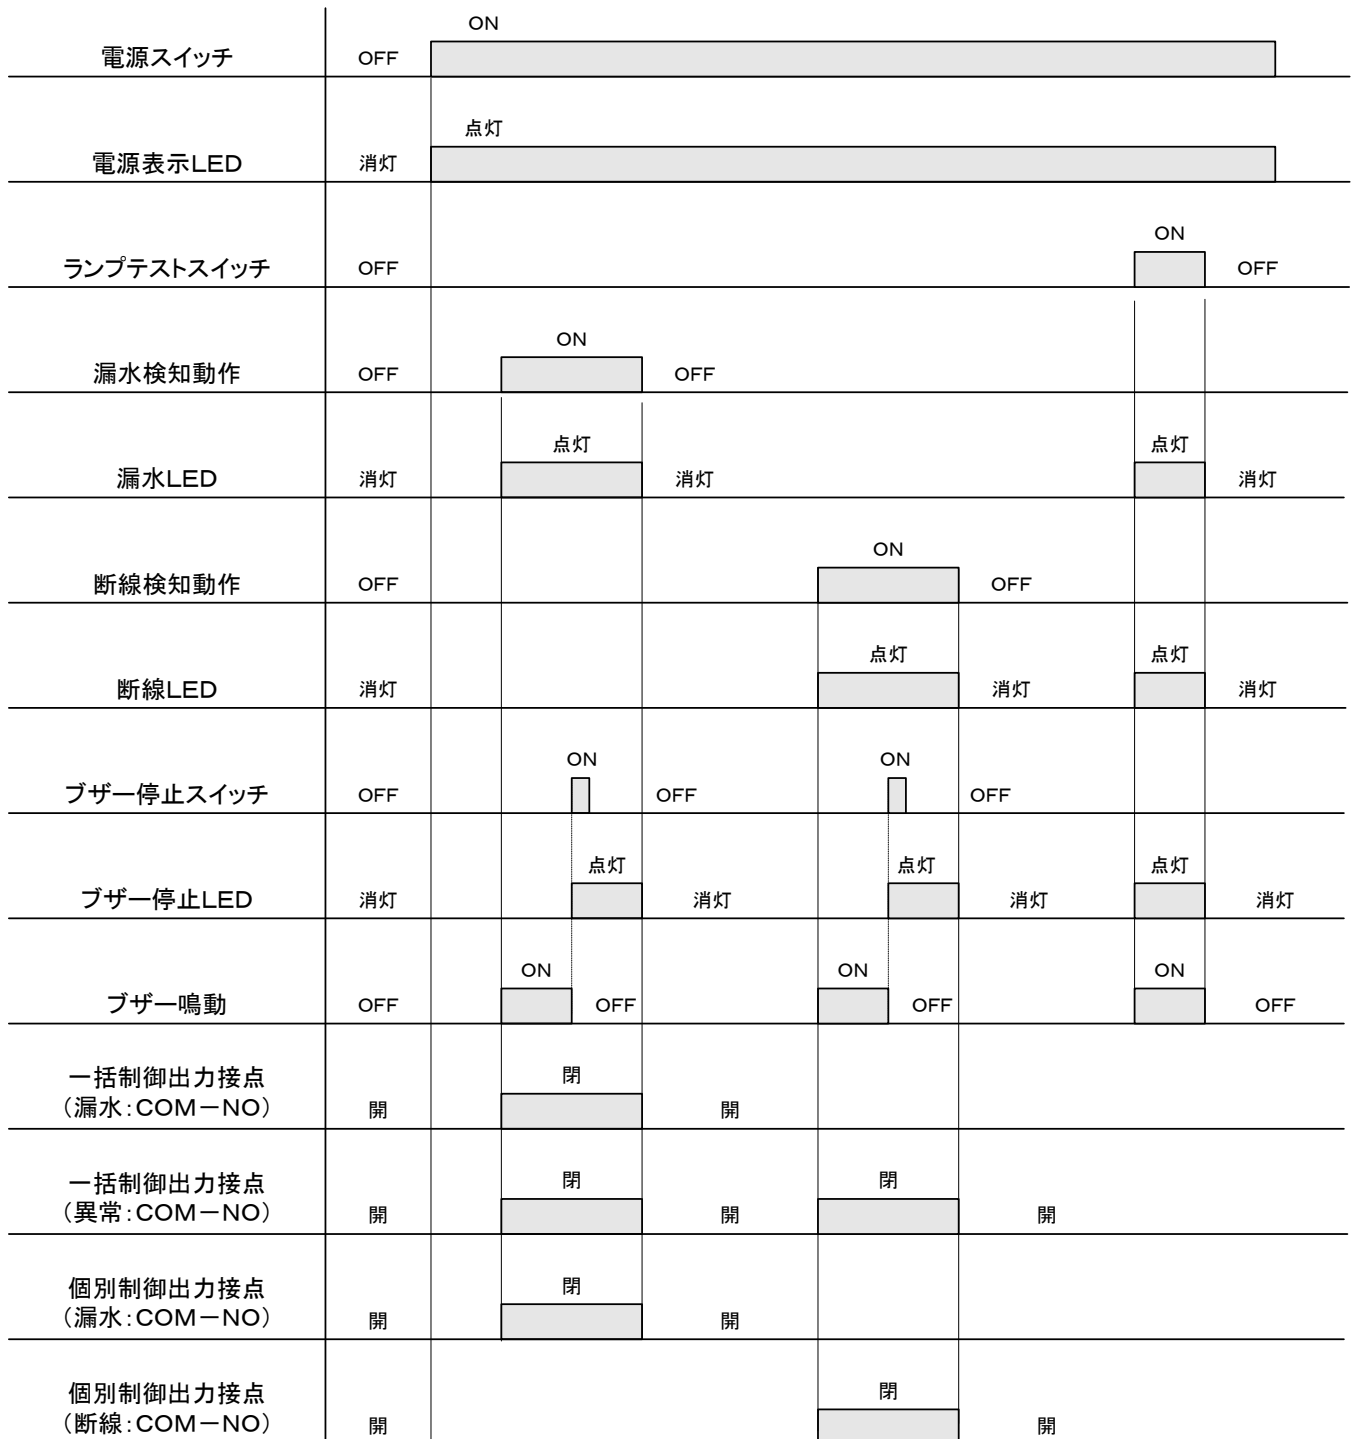 ON
電源スイッチ OFF
点灯
電源表示LED 消灯
ON
ランプテストスイッチ OFF OFF
ON
漏水検知動作 OFF OFF
点灯 点灯
漏水LED 消灯 消灯 消灯
ON
断線検知動作 OFF OFF
点灯 点灯
断線LED 消灯 消灯 消灯
ON ON
ブザー停止スイッチ OFF OFF OFF
点灯 点灯 点灯
ブザー停止LED 消灯 消灯 消灯 消灯
ON ON ON
ブザー鳴動 OFF OFF OFF OFF
一括制御出力接点 閉
(漏水:COM－NO) 開 開
一括制御出力接点 閉 閉
(異常:COM－NO) 開 開 開
個別制御出力接点 閉
(漏水:COM－NO) 開 開
個別制御出力接点 閉
(断線:COM－NO) 開 開